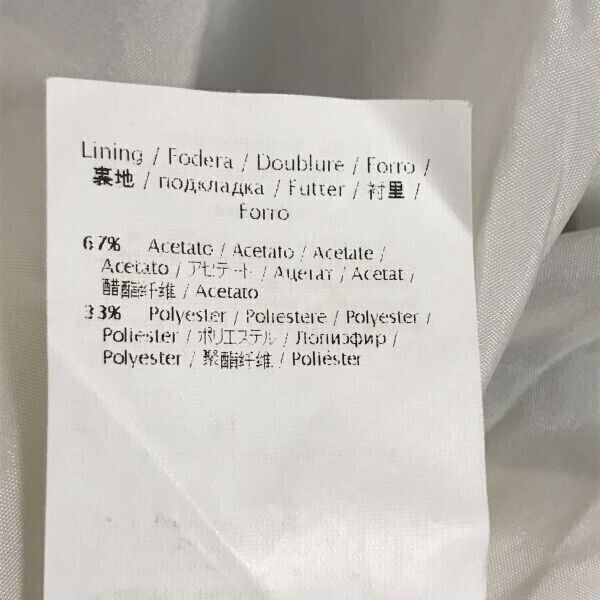 Lining / Fodera / Doublure / Forro /
裏地 / подкладка / Futter / 衬里 /
Forro
67% Acetato / Acetato / Acetate /
Acetato / アセテート / Ацетат / Acetat /
醋酯纤维 / Acetato
33% Polyester / Poliestere / Polyester /
Poliéster / ポリエステル / Полиэфир /
Polyester / 聚酯纤维 / Poliéster